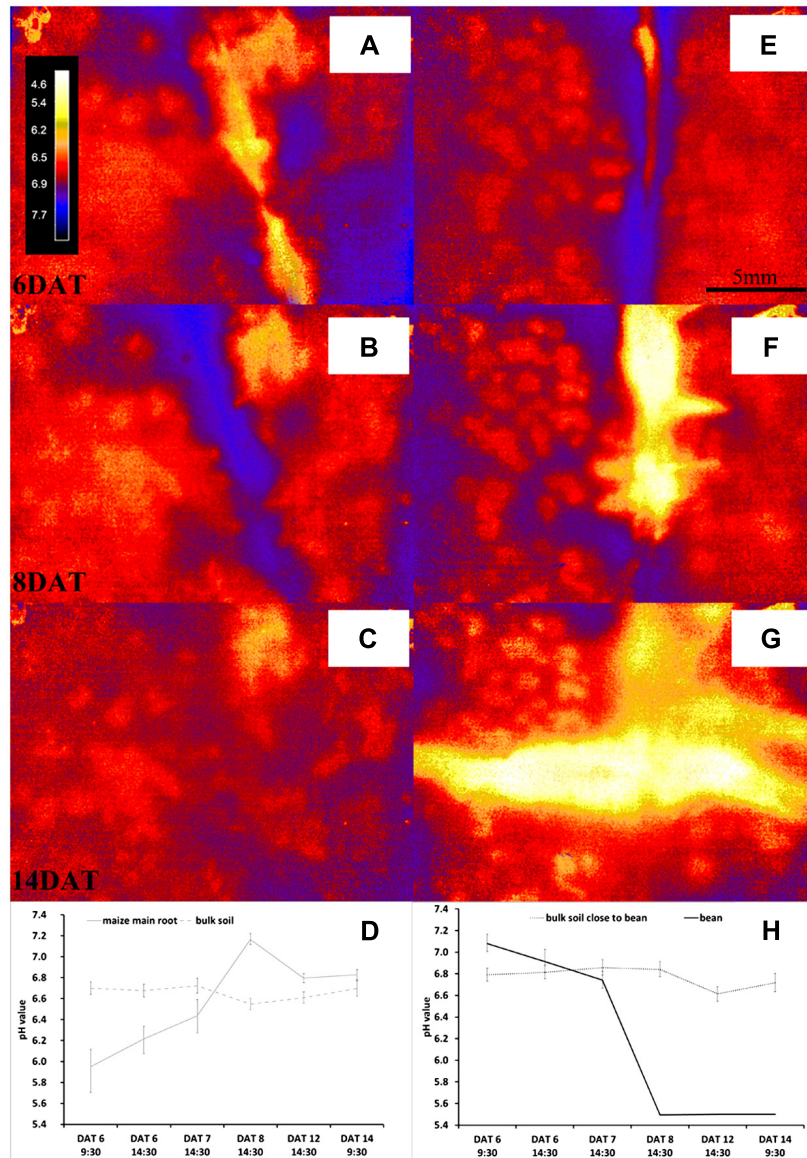 A
E
4.6
5.4
6.2
6.5
6.9
7.7
6DAT
5mm
B
F
8DAT
C
G
14DAT
D
maize main root bulk soil
pH value
7.4
7.2
7.0
6.8
6.6
6.4
6.2
6.0
5.8
5.6
5.4
DAT 6 DAT 6 DAT 7 DAT 8 DAT 12 DAT 14
9:30 14:30 14:30 14:30 14:30 9:30
H
bulk soil close to bean bean
pH value
7.4
7.2
7.0
6.8
6.6
6.4
6.2
6.0
5.8
5.6
5.4
DAT 6 DAT 6 DAT 7 DAT 8 DAT 12 DAT 14
9:30 14:30 14:30 14:30 14:30 9:30